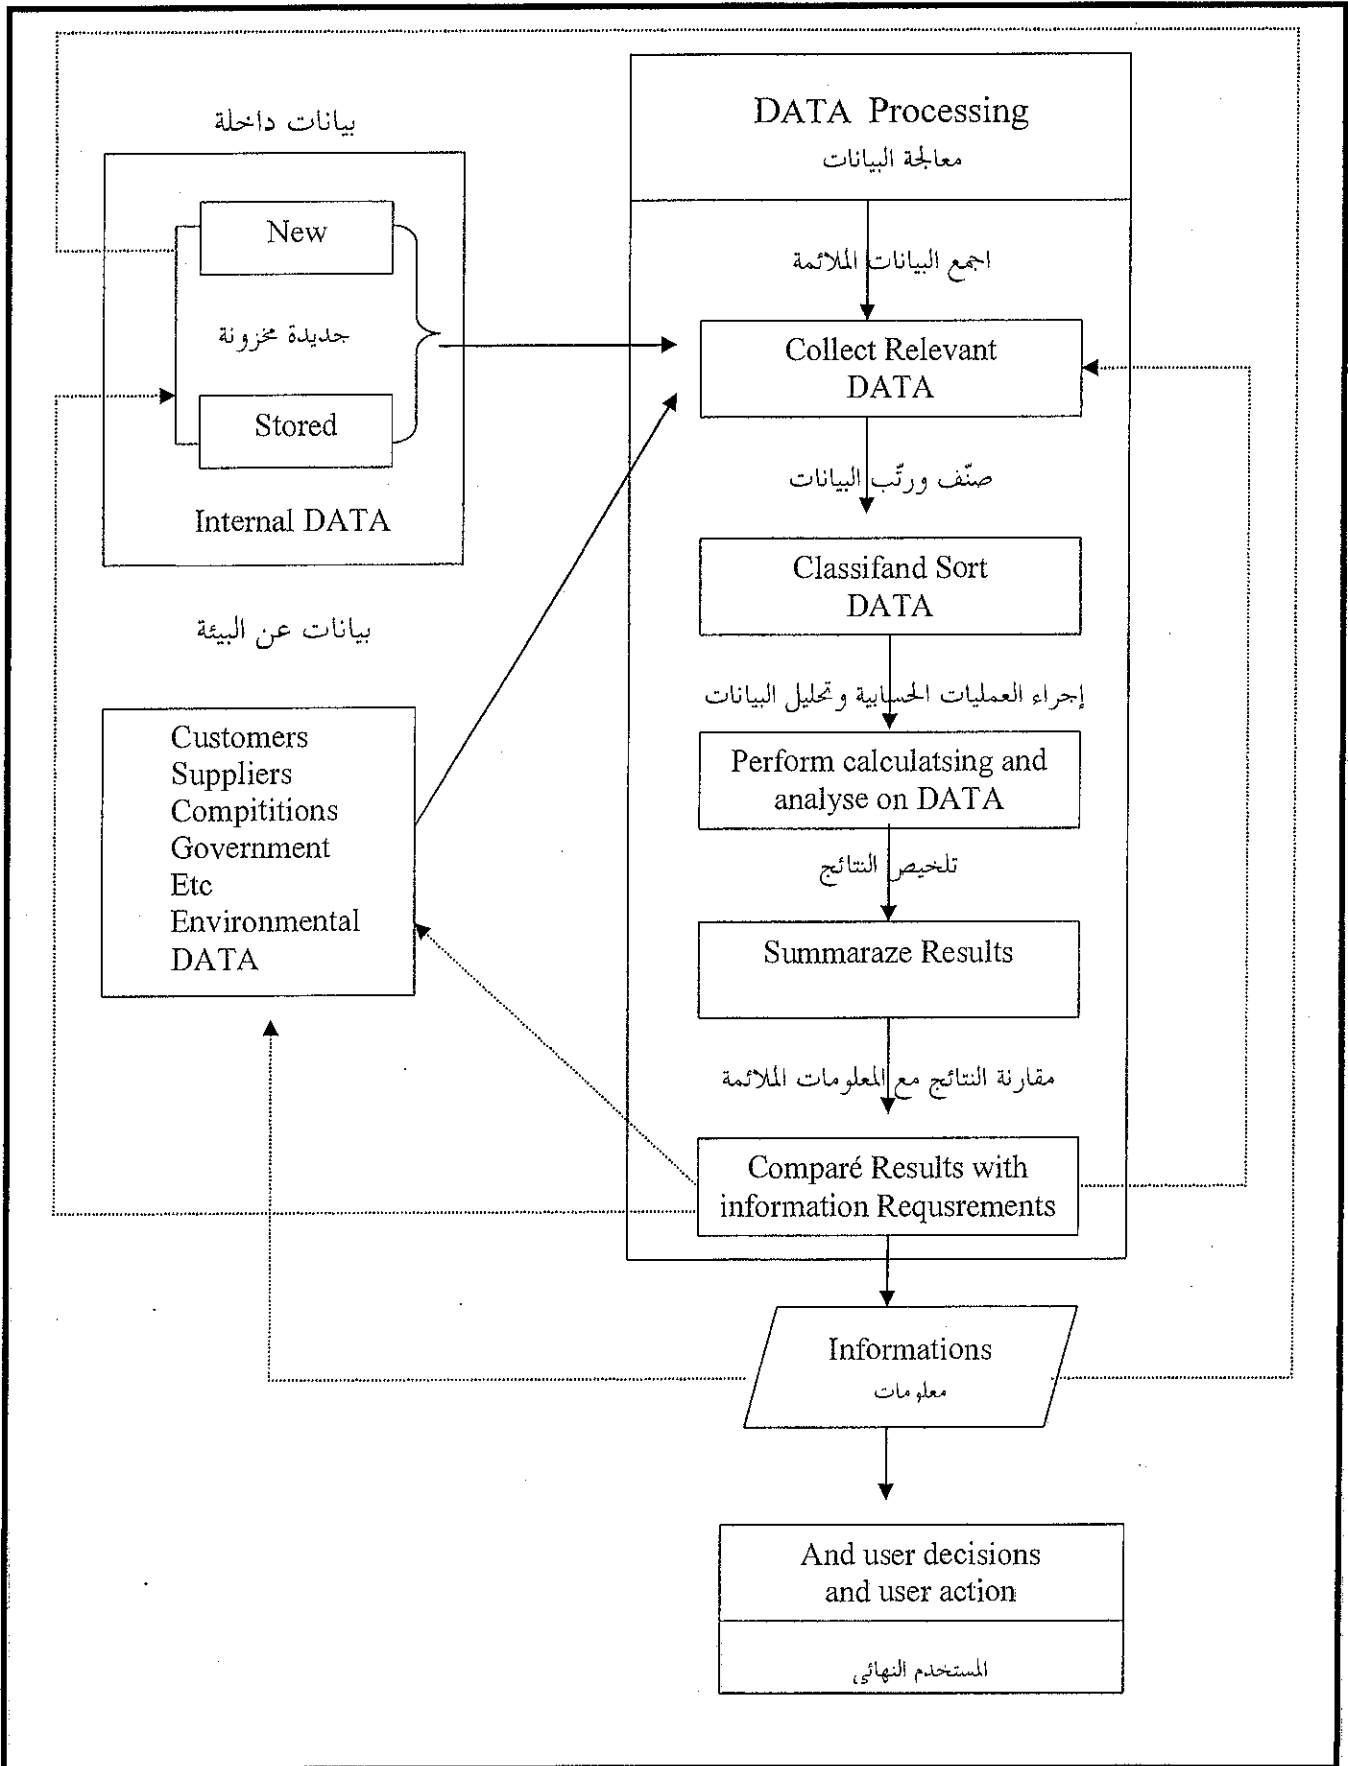 DATA Processing
معالجة البيانات
بيانات داخلة
New
جديدة مخزونة
Stored
Internal DATA
اجمع البيانات الملائمة
Collect Relevant
DATA
صنّف ورتّب البيانات
Classifand Sort
DATA
بيانات عن البيئة
Customers
Suppliers
Compititions
Government
Etc
Environmental
DATA
إجراء العمليات الحسابية وتحليل البيانات
Perform calculatsing and
analyse on DATA
تلخيص النتائج
Summaraze Results
مقارنة النتائج مع المعلومات الملائمة
Comparé Results with
information Requsrements
Informations
معلومات
And user decisions
and user action
المستخدم النهائي